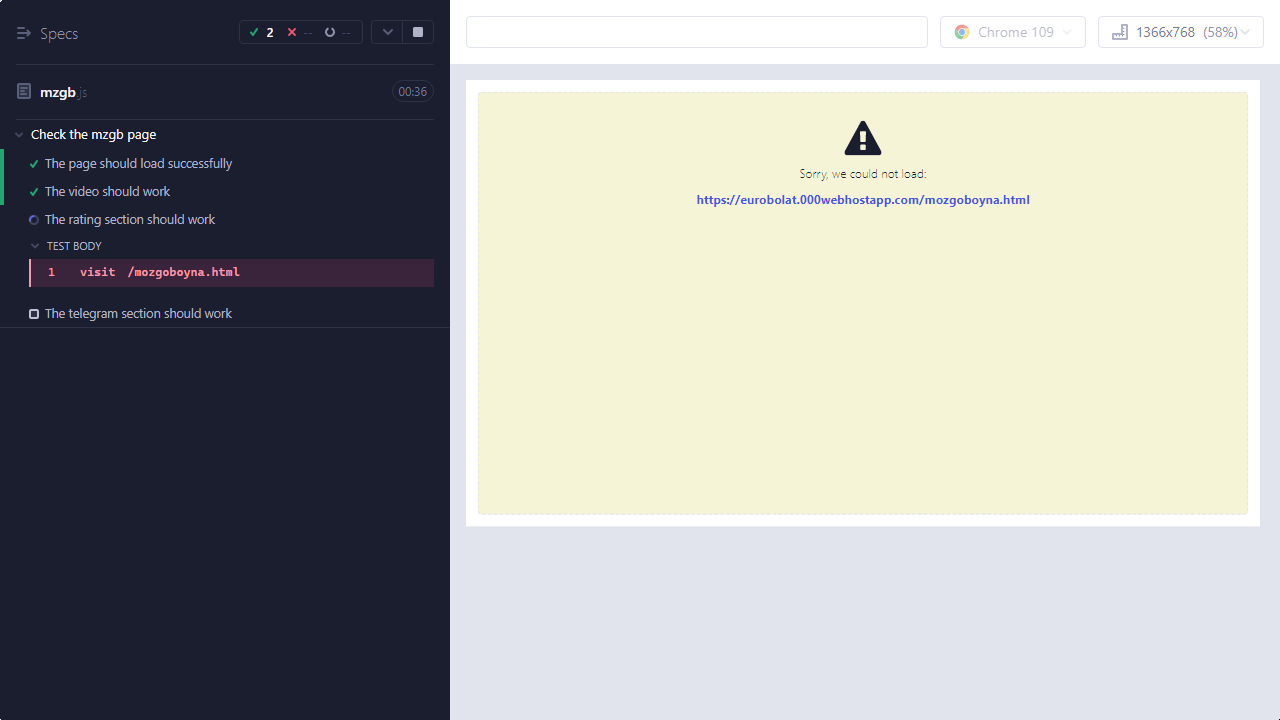 Specs
2 -- --
mzgb.js
00:36
Check the mzgb page
The page should load successfully
The video should work
The rating section should work
TEST BODY
1 visit /mozgoboyna.html
The telegram section should work
Chrome 109
1366x768 (58%)
Sorry, we could not load:
https://eurobolat.000webhostapp.com/mozgoboyna.html